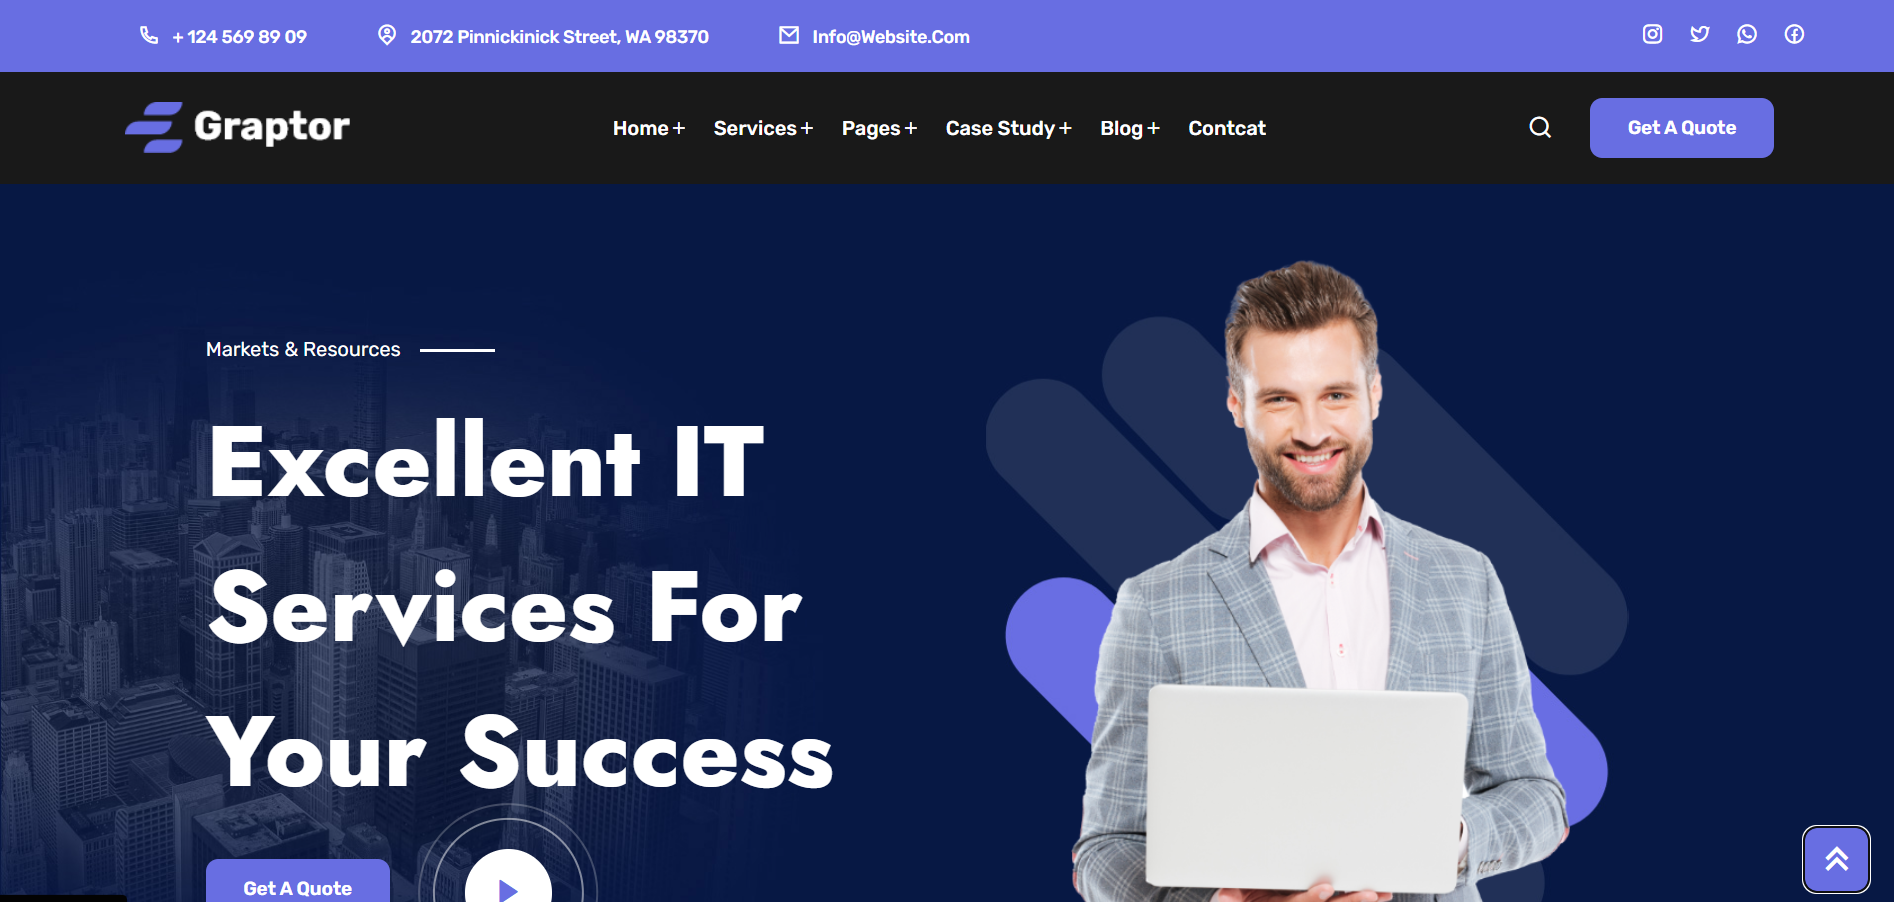 + 124 569 89 09
2072 Pinnickinick Street, WA 98370
Info@Website.Com
Graptor
Home+
Services+
Pages+
Case Study+
Blog+
Contcat
Get A Quote
Markets & Resources
Excellent IT
Services For
Your Success
Get A Quote